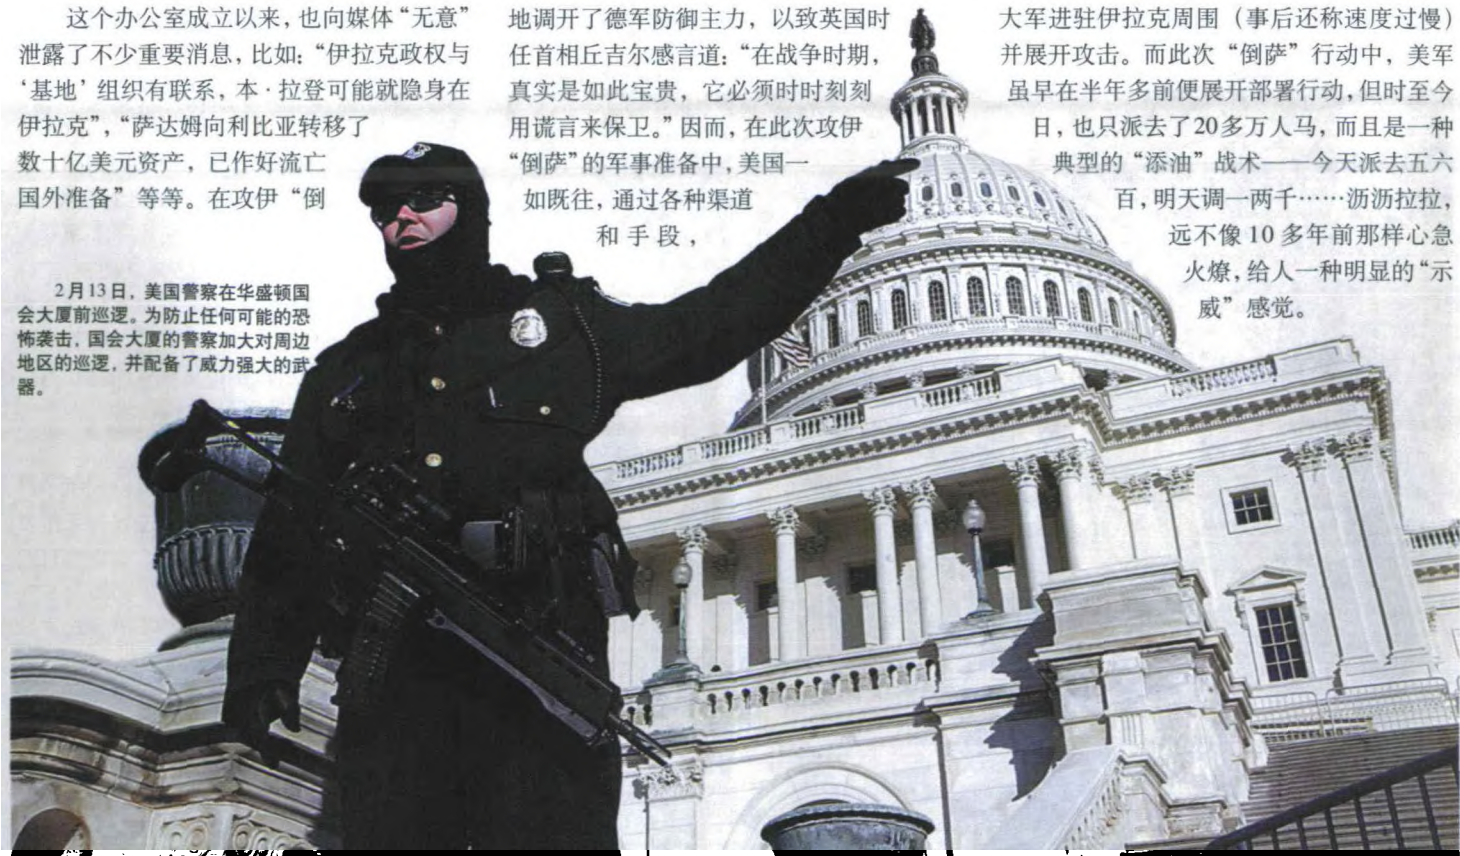 这个办公室成立以来，也向媒体“无意”
泄露了不少重要消息，比如：“伊拉克政权与
‘基地’组织有联系，本·拉登可能就隐身在
伊拉克”，“萨达姆向利比亚转移了
数十亿美元资产，已作好流亡
国外准备”等等。在攻伊“倒
2月13日，美国警察在华盛顿国
会大厦前巡逻。为防止任何可能的恐
怖袭击，国会大厦的警察加大对周边
地区的巡逻，并配备了威力强大的武
器。
地调开了德军防御主力，以致英国时
任首相丘吉尔感言道：“在战争时期，
真实是如此宝贵，它必须时时刻刻
用谎言来保卫。”因而，在此次攻伊
“倒萨”的军事准备中，美国一
如既往，通过各种渠道
和手段，
大军进驻伊拉克周围（事后还称速度过慢）
并展开攻击。而此次“倒萨”行动中，美军
虽早在半年多前便展开部署行动，但时至今
日，也只派去了20多万人马，而且是一种
典型的“添油”战术——今天派去五六
百，明天调一两千……沥沥拉拉，
远不像10多年前那样心急
火燎，给人一种明显的“示
威”感觉。